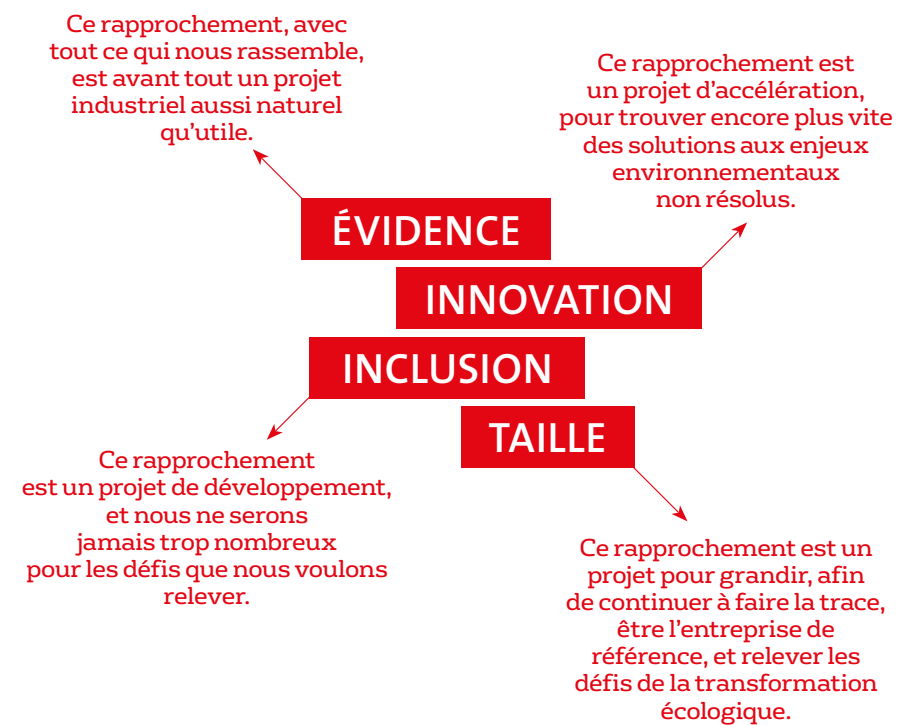 Ce rapprochement, avec
tout ce qui nous rassemble,
est avant tout un projet
industriel aussi naturel
qu'utile.
Ce rapprochement est
un projet d'accélération,
pour trouver encore plus vite
des solutions aux enjeux
environnementaux
non résolus.
ÉVIDENCE
INNOVATION
INCLUSION
TAILLE
Ce rapprochement
est un projet de développement,
et nous ne serons
jamais trop nombreux
pour les défis que nous voulons
relever.
Ce rapprochement est un
projet pour grandir, afin
de continuer à faire la trace,
être l'entreprise de
référence, et relever les
défis de la transformation
écologique.